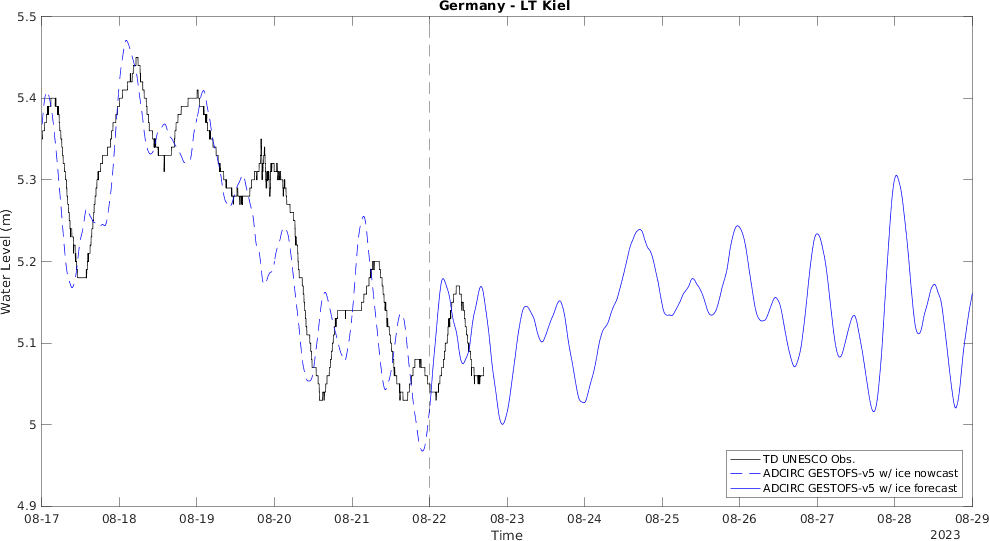 Germany - LT Kiel
5.5
5.4
5.3
5.2
5.1
5
4.9
Water Level (m)
08-17 08-18 08-19 08-20 08-21 08-22 08-23 08-24 08-25 08-26 08-27 08-28 08-29
Time
2023
TD UNESCO Obs.
ADCIRC GESTOFS-v5 w/ ice nowcast
ADCIRC GESTOFS-v5 w/ ice forecast